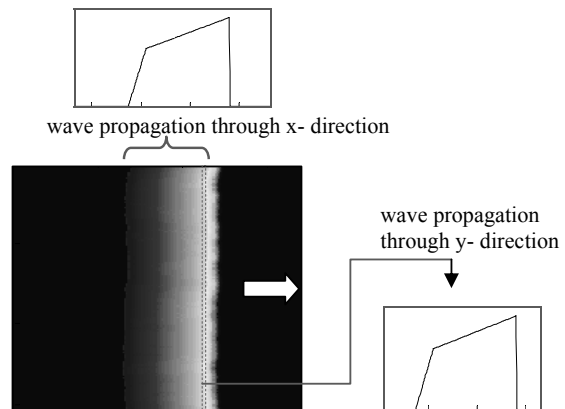 wave propagation through x- direction
wave propagation
through y- direction